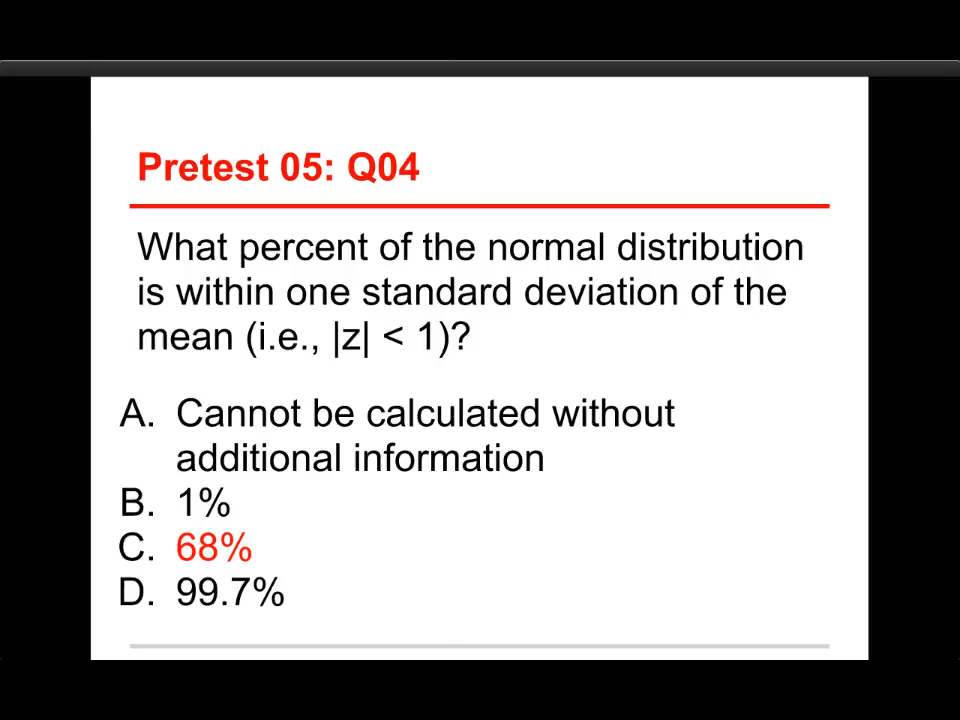 Pretest 05: Q04
What percent of the normal distribution
is within one standard deviation of the
mean (i.e., |z| < 1)?
A. Cannot be calculated without
additional information
B. 1%
C. 68%
D. 99.7%